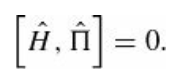 [Ĥ, Π̂] = 0.